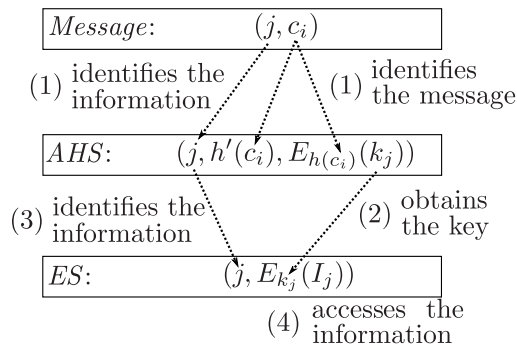 Message: (j, c_i)
(1) identifies the information
(1) identifies the message
AHS: (j, h'(c_i), E_{h(c_i)}(k_j))
(3) identifies the information
(2) obtains the key
ES: (j, E_{k_j}(I_j))
(4) accesses the information